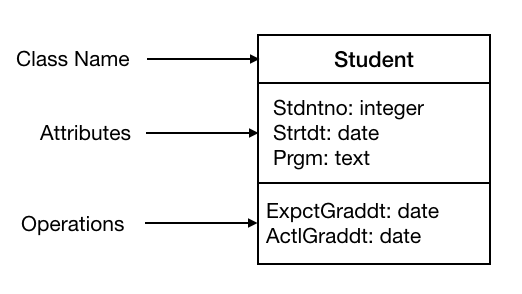 Class Name
Student
Attributes
Stdntno: integer
Strtdt: date
Prgm: text
Operations
ExpctGraddt: date
ActlGraddt: date